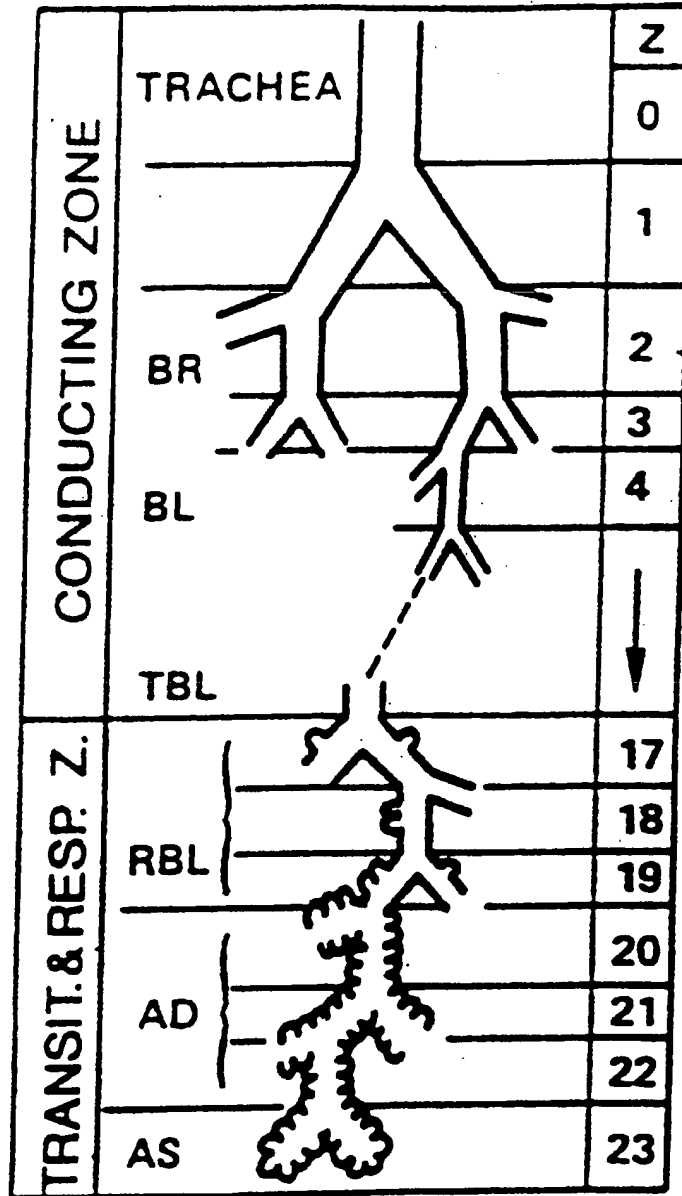 Z
TRACHEA
0
CONDUCTING ZONE
1
BR
2
3
BL
4
TBL
TRANSIT.& RESP. Z.
17
18
RBL
19
20
AD
21
22
AS
23